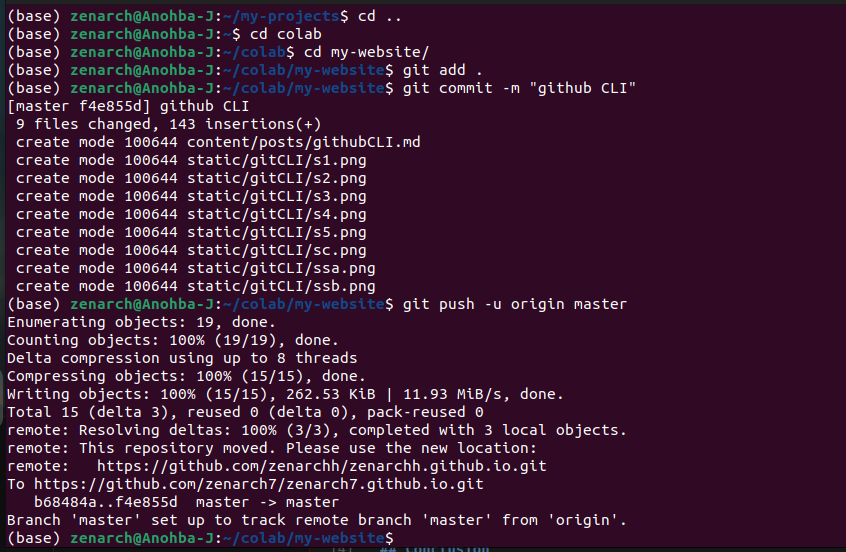 (base) zenarch@Anohba-J:~/my-projects$ cd ..
(base) zenarch@Anohba-J:~$ cd colab
(base) zenarch@Anohba-J:~/colab$ cd my-website/
(base) zenarch@Anohba-J:~/colab/my-website$ git add .
(base) zenarch@Anohba-J:~/colab/my-website$ git commit -m "github CLI"
[master f4e855d] github CLI
 9 files changed, 143 insertions(+)
 create mode 100644 content/posts/githubCLI.md
 create mode 100644 static/gitCLI/s1.png
 create mode 100644 static/gitCLI/s2.png
 create mode 100644 static/gitCLI/s3.png
 create mode 100644 static/gitCLI/s4.png
 create mode 100644 static/gitCLI/s5.png
 create mode 100644 static/gitCLI/sc.png
 create mode 100644 static/gitCLI/ssa.png
 create mode 100644 static/gitCLI/ssb.png
(base) zenarch@Anohba-J:~/colab/my-website$ git push -u origin master
Enumerating objects: 19, done.
Counting objects: 100% (19/19), done.
Delta compression using up to 8 threads
Compressing objects: 100% (15/15), done.
Writing objects: 100% (15/15), 262.53 KiB | 11.93 MiB/s, done.
Total 15 (delta 3), reused 0 (delta 0), pack-reused 0
remote: Resolving deltas: 100% (3/3), completed with 3 local objects.
remote: This repository moved. Please use the new location:
remote:   https://github.com/zenarchh/zenarchh.github.io.git
To https://github.com/zenarch7/zenarch7.github.io.git
   b68484a..f4e855d  master -> master
Branch 'master' set up to track remote branch 'master' from 'origin'.
(base) zenarch@Anohba-J:~/colab/my-website$
## Conclusion